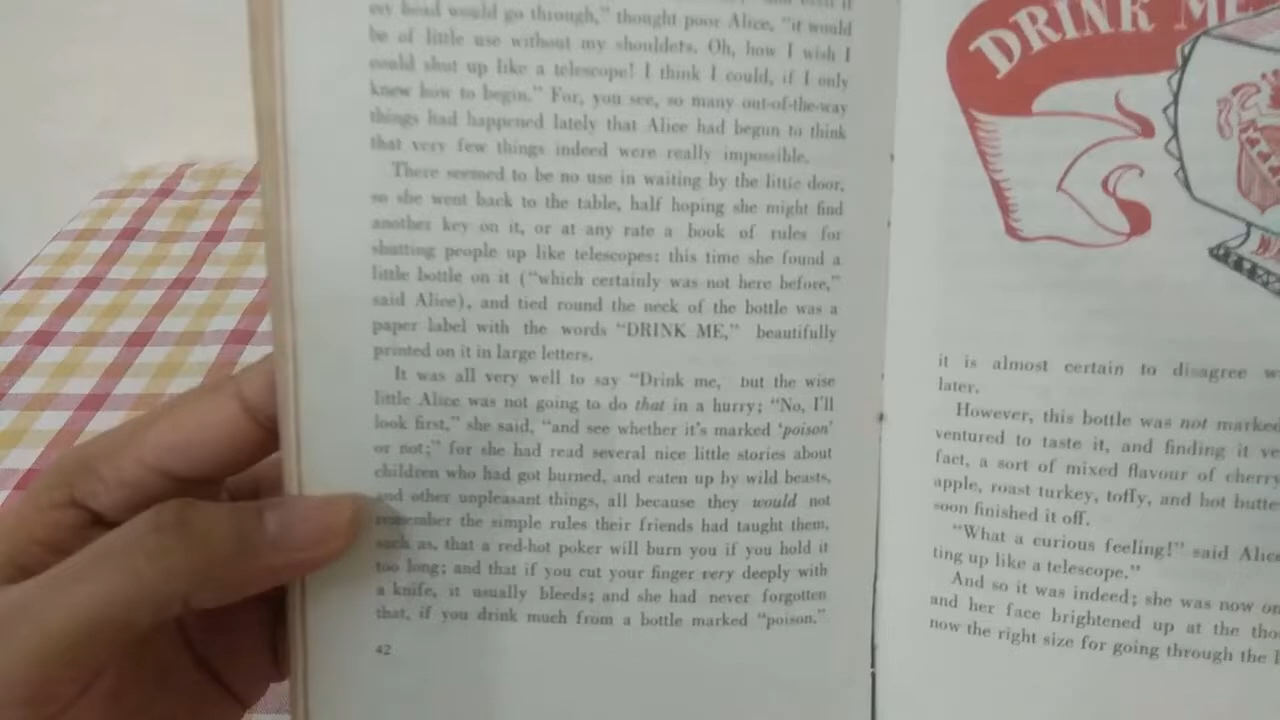 my head would go through," thought poor Alice, "it would
be of little use without my shoulders. Oh, how I wish I
could shut up like a telescope! I think I could, if I only
knew how to begin." For, you see, so many out-of-the-way
things had happened lately that Alice had begun to think
that very few things indeed were really impossible.
There seemed to be no use in waiting by the little door,
so she went back to the table, half hoping she might find
another key on it, or at any rate a book of rules for
shutting people up like telescopes: this time she found a
little bottle on it ("which certainly was not here before,"
said Alice), and tied round the neck of the bottle was a
paper label with the words "DRINK ME," beautifully
printed on it in large letters.
It was all very well to say "Drink me, but the wise
little Alice was not going to do that in a hurry; "No, I'll
look first," she said, "and see whether it's marked 'poison'
or not;" for she had read several nice little stories about
children who had got burned, and eaten up by wild beasts,
and other unpleasant things, all because they would not
remember the simple rules their friends had taught them,
such as, that a red-hot poker will burn you if you hold it
too long; and that if you cut your finger very deeply with
a knife, it usually bleeds; and she had never forgotten
that, if you drink much from a bottle marked "poison."
42
DRINK ME
it is almost certain to disagree
later.
However, this bottle was not marked
ventured to taste it, and finding it
fact, a sort of mixed flavour of cherry
apple, roast turkey, toffy, and hot
soon finished it off.
"What a curious feeling!" said Alice
ting up like a telescope."
And so it was indeed; she was now
and her face brightened up at the
now the right size for going through the